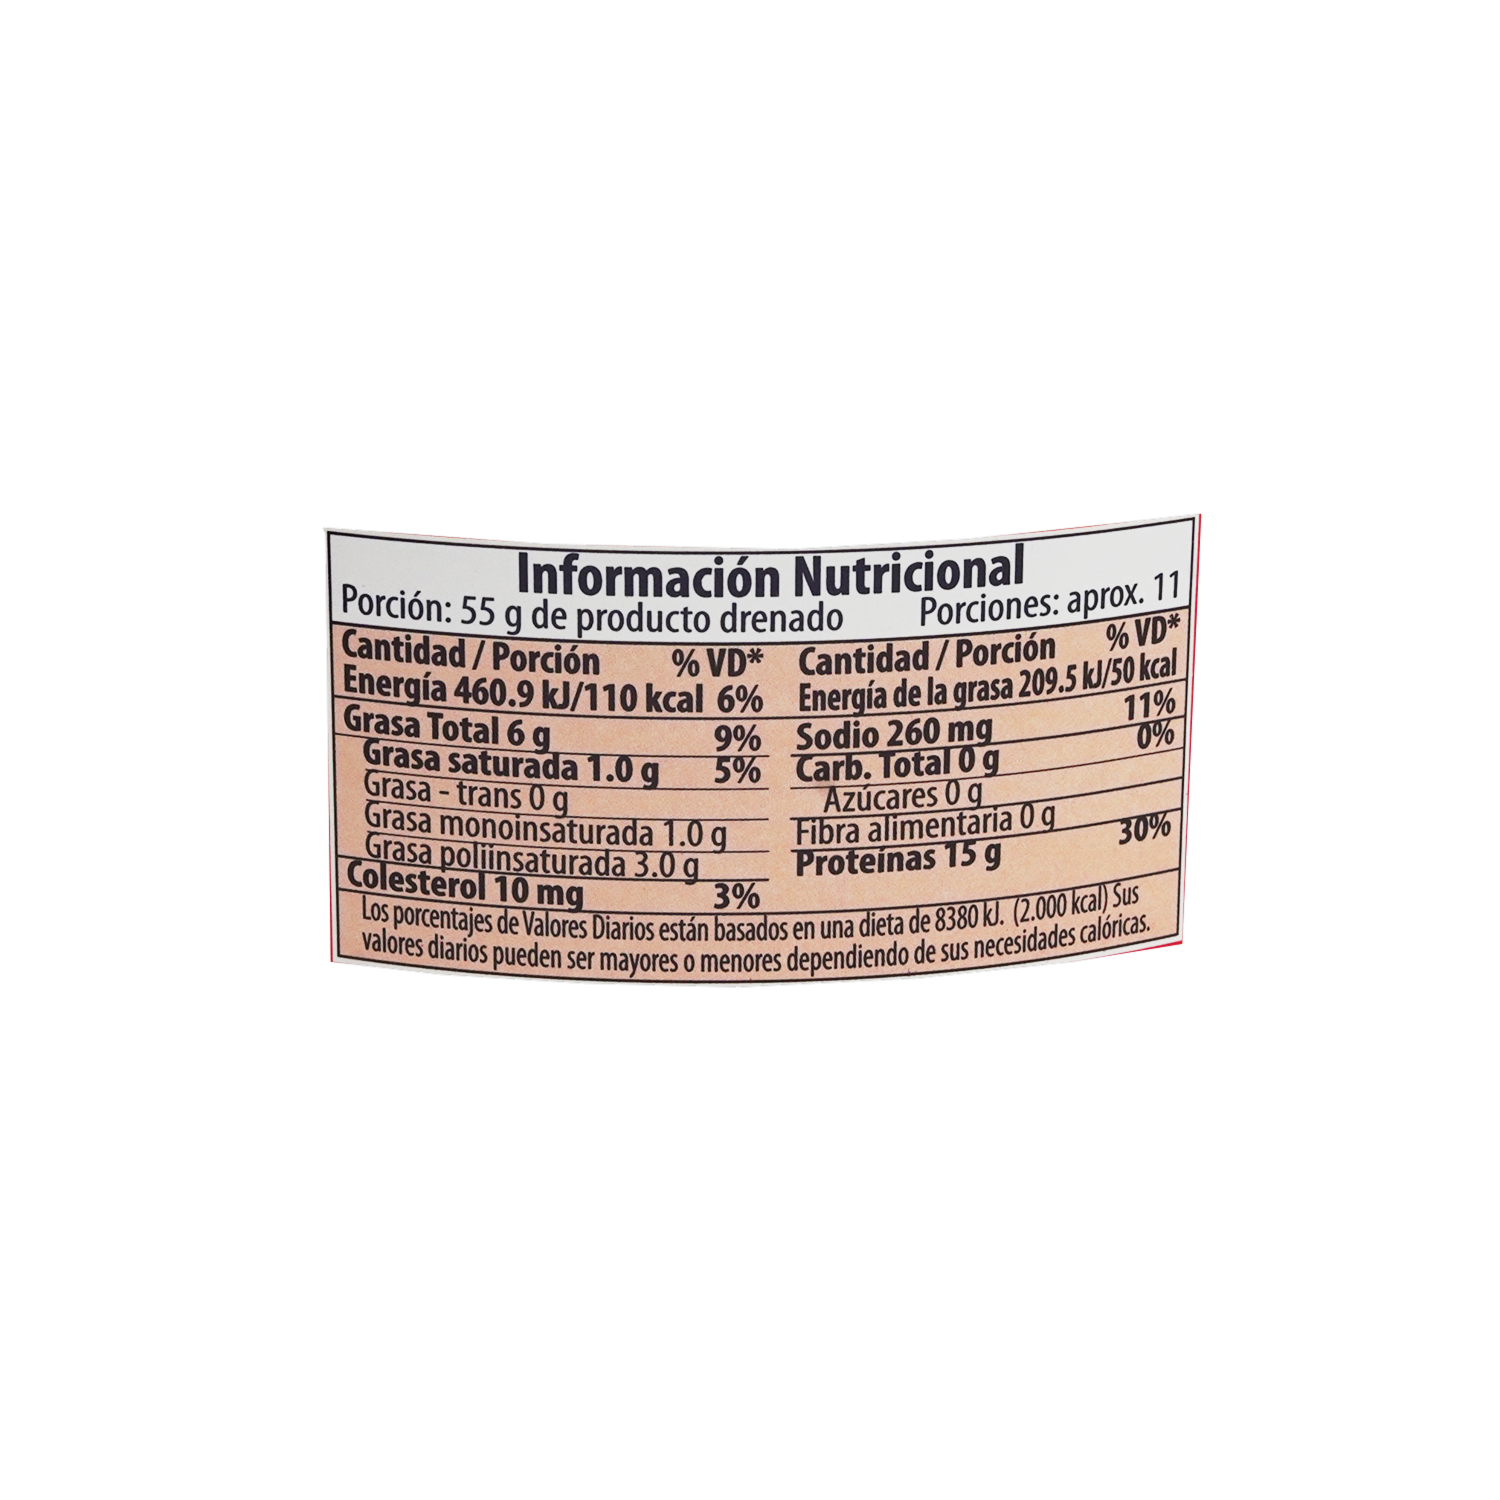 Información Nutricional
Porción: 55 g de producto drenado Porciones: aprox. 11
Cantidad / Porción % VD*
Energía 460.9 kJ/110 kcal 6%
Grasa Total 6 g 9%
Grasa saturada 1.0 g 5%
Grasa - trans 0 g
Grasa monoinsaturada 1.0 g
Grasa poliinsaturada 3.0 g
Colesterol 10 mg 3%
Cantidad / Porción % VD*
Energía de la grasa 209.5 kJ/50 kcal
Sodio 260 mg 11%
Carb. Total 0 g 0%
Azúcares 0 g
Fibra alimentaria 0 g
Proteínas 15 g 30%
Los porcentajes de Valores Diarios están basados en una dieta de 8380 kJ. (2.000 kcal) Sus
valores diarios pueden ser mayores o menores dependiendo de sus necesidades calóricas.